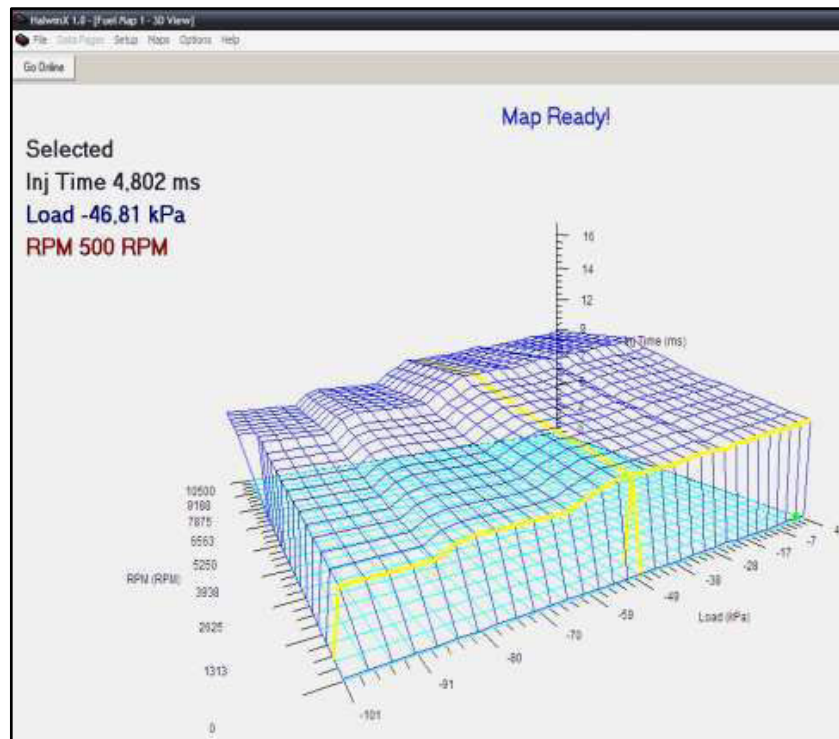 HalwinX 1.0 - [Fuel Map 1 - 3D View]
File Data Pages Setup Maps Options Help
Go Online
Map Ready!
Selected
Inj Time 4,802 ms
Load -46,81 kPa
RPM 500 RPM
16
14
12
9
Inj Time (ms)
10500
9188
7875
6563
5250
3938
2625
1313
0
RPM (RPM)
-101
-91
-80
-70
-59
-49
-38
-28
-17
-7
4
Load (kPa)